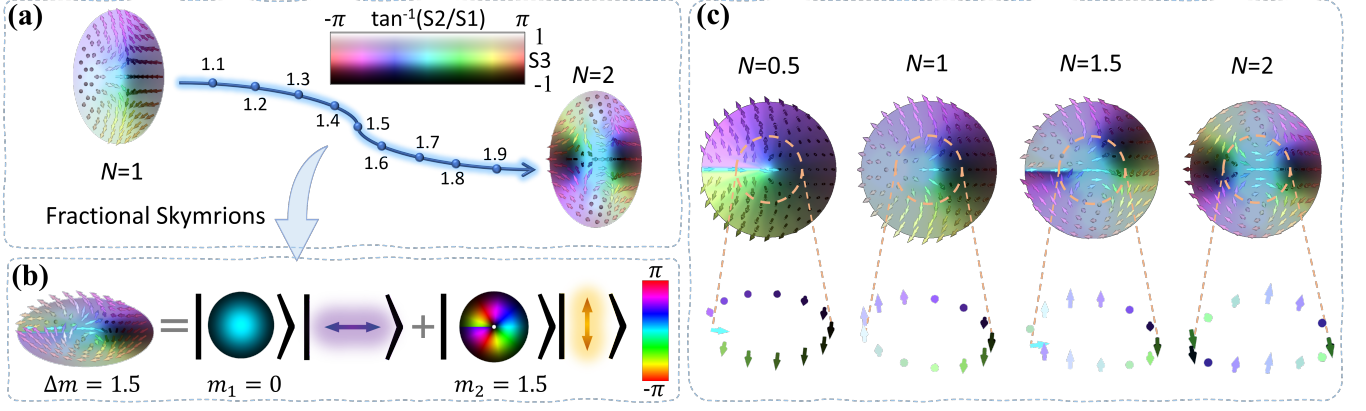 (a)
-π tan⁻¹(S2/S1) π
1
S3
-1
N=1
1.1
1.2
1.3
1.4
1.5
1.6
1.7
1.8
1.9
N=2
Fractional Skymrions
(b)
Δm = 1.5
=
m₁ = 0
+
m₂ = 1.5
π
-π
(c)
N=0.5
N=1
N=1.5
N=2